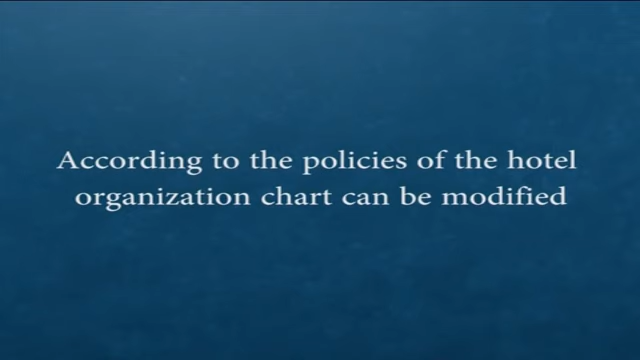 According to the policies of the hotel
organization chart can be modified